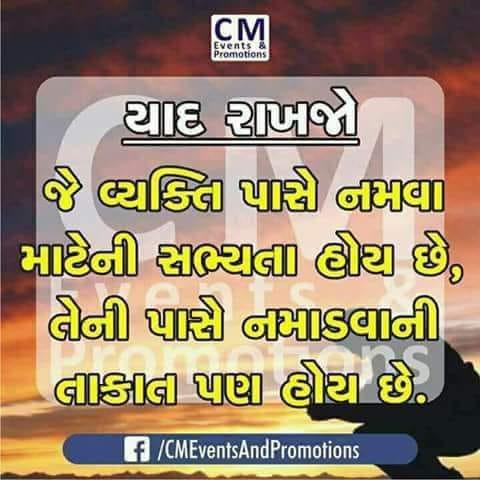 CM
Events &
Promotions
યાદ રાખજો
જે વ્યક્તિ પાસે નમવા
માટેની સભ્યતા હોય છે,
તેની પાસે નમાડવાની
તાકાત પણ હોય છે.
CM
Events &
Promotions
f /CMEventsAndPromotions